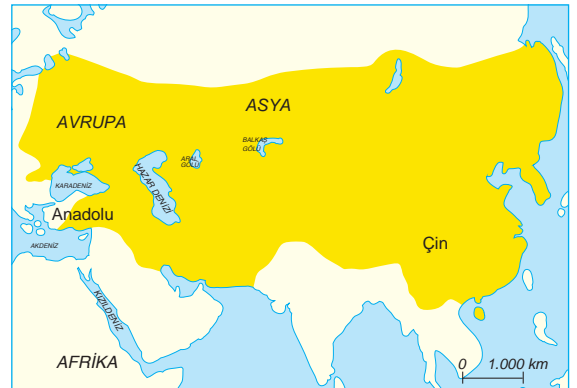 ASYA
AVRUPA
BALKAŞ
GÖLÜ
ARAL
GÖLÜ
HAZAR DENİZİ
KARADENİZ
Anadolu
AKDENİZ
Çin
KIZILDENİZ
AFRİKA
0 1.000 km